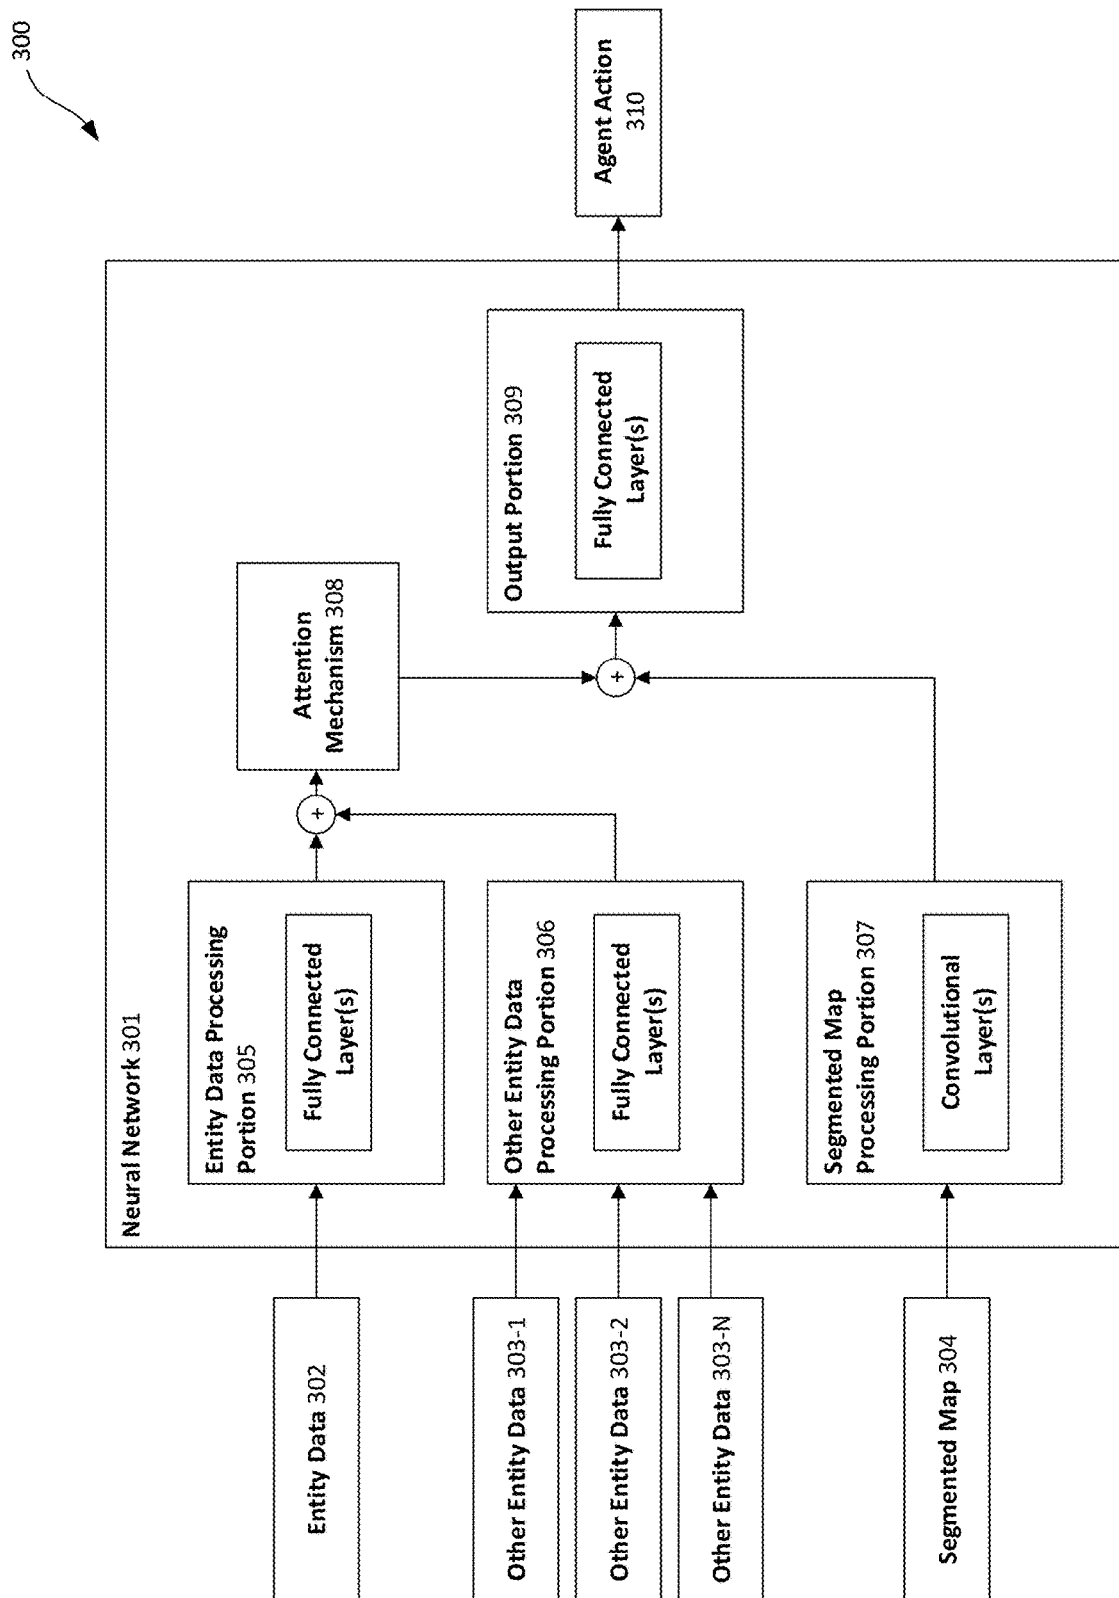 300
Neural Network 301
Entity Data 302
Entity Data Processing
Portion 305
Fully Connected
Layer(s)
+
Attention
Mechanism 308
Other Entity Data 303-1
Other Entity Data 303-2
Other Entity Data 303-N
Other Entity Data
Processing Portion 306
Fully Connected
Layer(s)
+
Output Portion 309
Fully Connected
Layer(s)
Agent Action
310
Segmented Map 304
Segmented Map
Processing Portion 307
Convolutional
Layer(s)